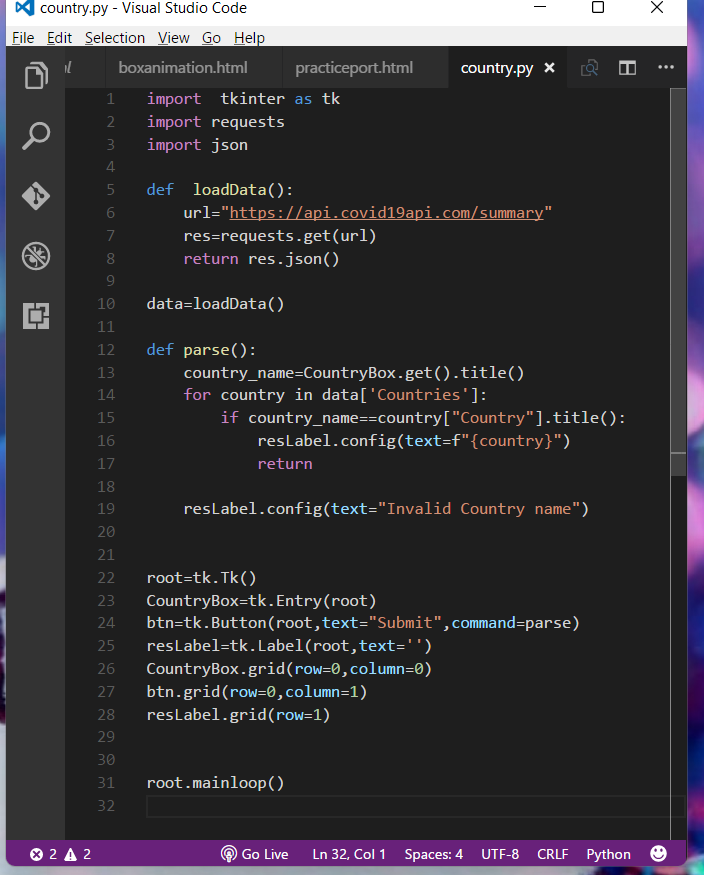 country.py - Visual Studio Code
File Edit Selection View Go Help
boxanimation.html practiceport.html country.py
1 import  tkinter as tk
2 import requests
3 import json
4
5 def  loadData():
6     url="https://api.covid19api.com/summary"
7     res=requests.get(url)
8     return res.json()
9
10 data=loadData()
11
12 def parse():
13     country_name=CountryBox.get().title()
14     for country in data['Countries']:
15         if country_name==country["Country"].title():
16             resLabel.config(text=f"{country}")
17             return
18
19     resLabel.config(text="Invalid Country name")
20
21
22 root=tk.Tk()
23 CountryBox=tk.Entry(root)
24 btn=tk.Button(root,text="Submit",command=parse)
25 resLabel=tk.Label(root,text='')
26 CountryBox.grid(row=0,column=0)
27 btn.grid(row=0,column=1)
28 resLabel.grid(row=1)
29
30
31 root.mainloop()
32
2 2 Go Live Ln 32, Col 1 Spaces: 4 UTF-8 CRLF Python